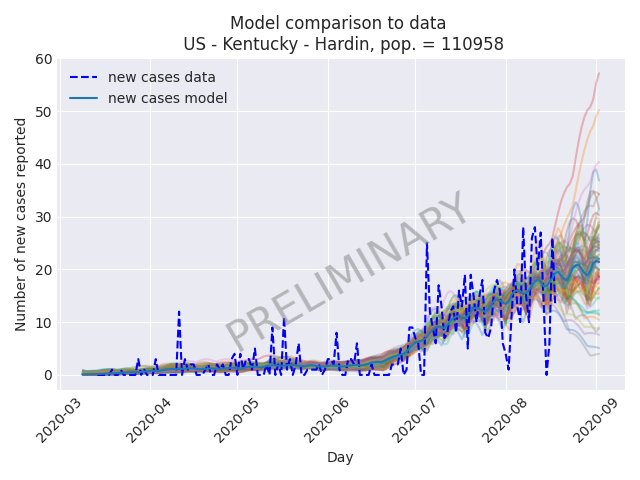 Model comparison to data
US - Kentucky - Hardin, pop. = 110958
60
50
40
30
20
10
0
Number of new cases reported
new cases data
new cases model
PRELIMINARY
2020-03
2020-04
2020-05
2020-06
2020-07
2020-08
2020-09
Day